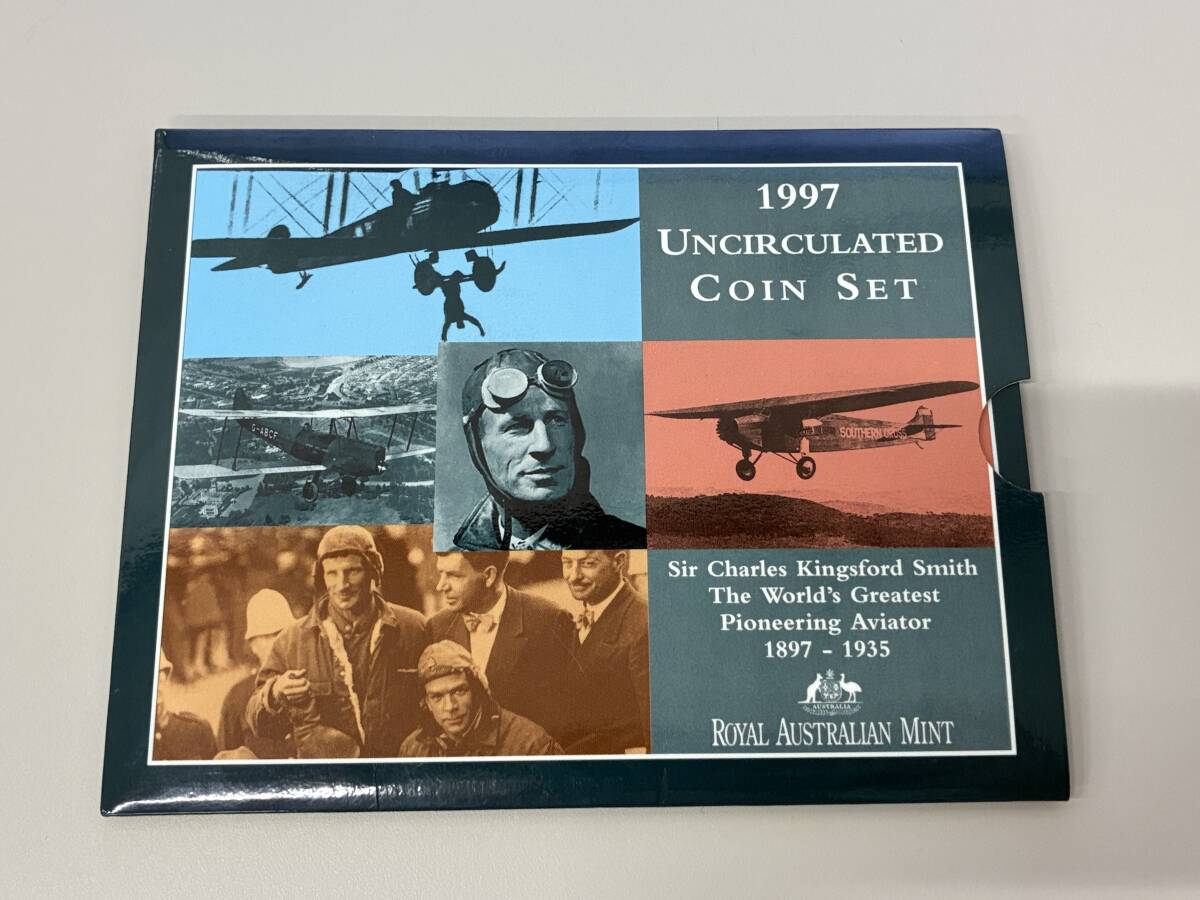 1997
UNCIRCULATED
COIN SET
G-ABCF
SOUTHERN CROSS
Sir Charles Kingsford Smith
The World's Greatest
Pioneering Aviator
1897 - 1935
AUSTRALIA
ROYAL AUSTRALIAN MINT